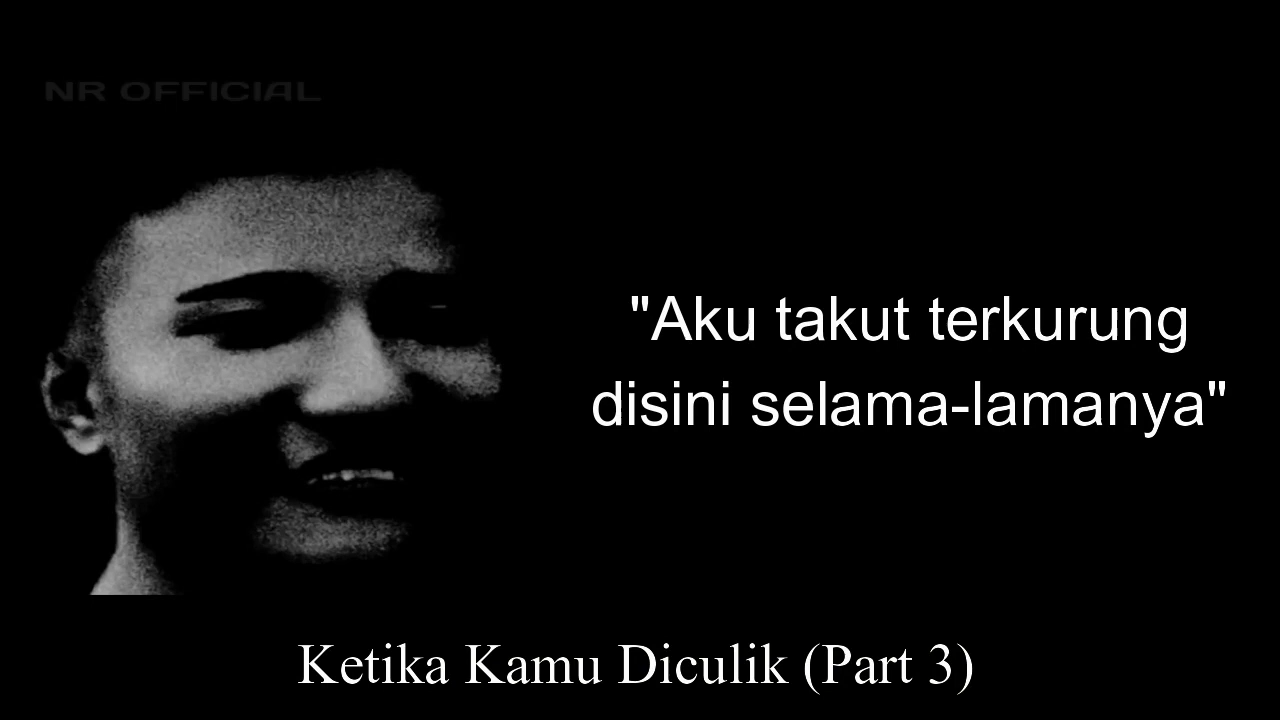 NR OFFICIAL
"Aku takut terkurung
disini selama-lamanya"
Ketika Kamu Diculik (Part 3)